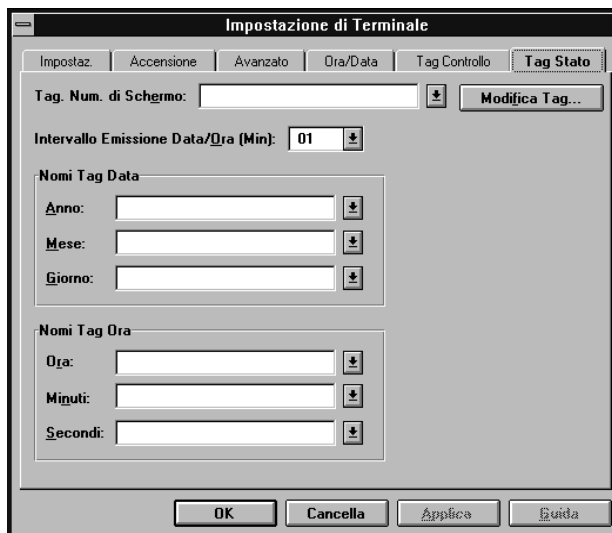 Impostazione di Terminale
Impostaz. Accensione Avanzato Ora/Data Tag Controllo Tag Stato
Tag. Num. di Schermo: Modifica Tag...
Intervallo Emissione Data/Ora (Min): 01
Nomi Tag Data
Anno:
Mese:
Giorno:
Nomi Tag Ora
Ora:
Minuti:
Secondi:
OK Cancella Applica Guida